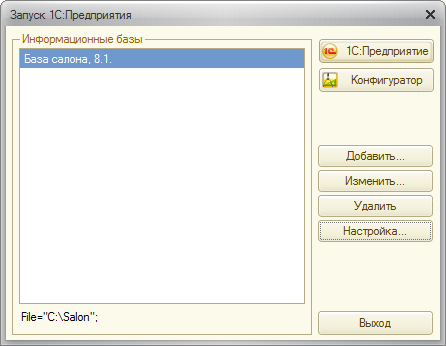 Запуск 1С:Предприятия
Информационные базы
База салона, 8.1.
1С:Предприятие
Конфигуратор
Добавить...
Изменить...
Удалить
Настройка...
File="C:\Salon";
Выход